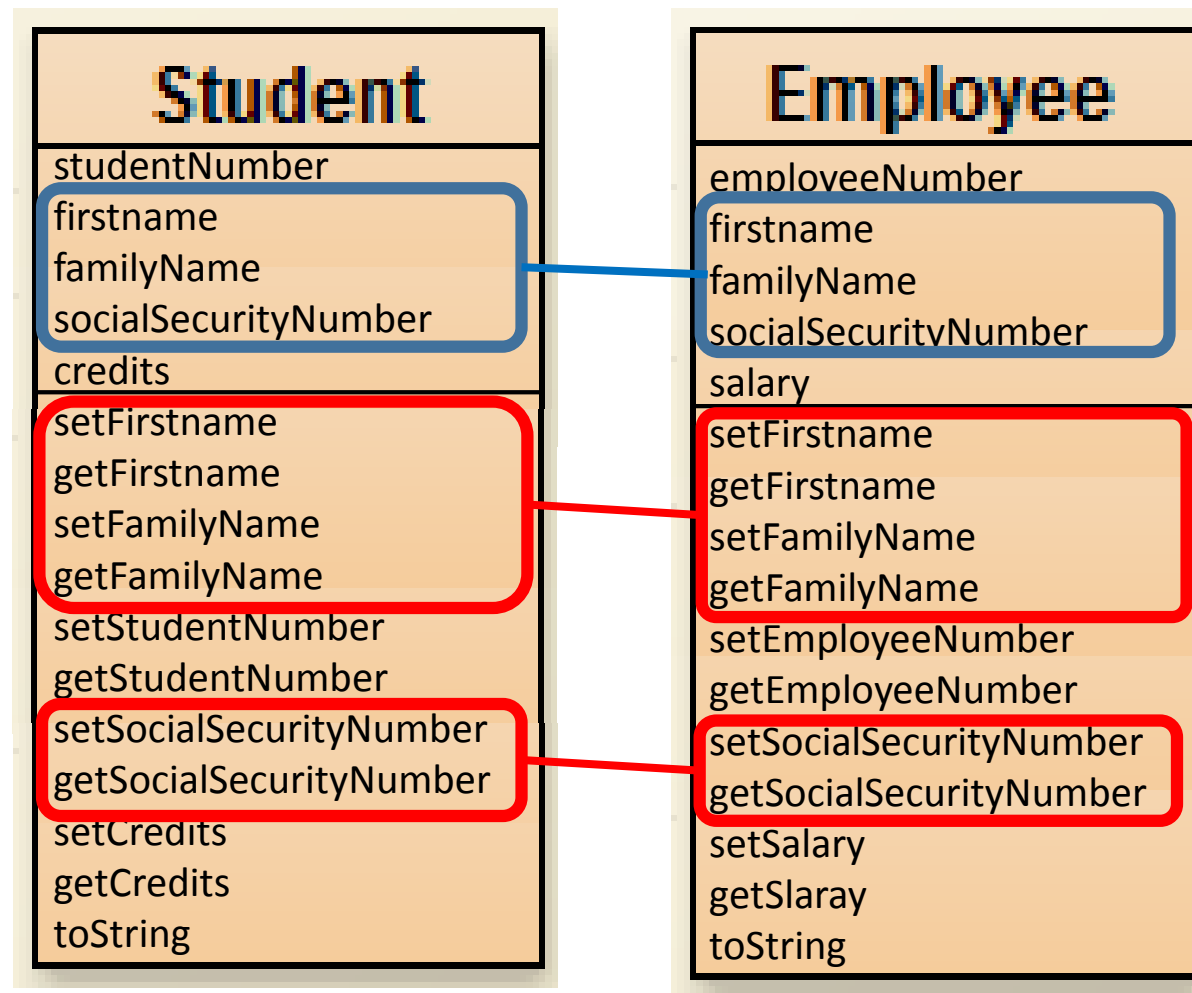 Student
studentNumber
firstname
familyName
socialSecurityNumber
credits
setFirstname
getFirstname
setFamilyName
getFamilyName
setStudentNumber
getStudentNumber
setSocialSecurityNumber
getSocialSecurityNumber
setCredits
getCredits
toString
Employee
employeeNumber
firstname
familyName
socialSecurityNumber
salary
setFirstname
getFirstname
setFamilyName
getFamilyName
setEmployeeNumber
getEmployeeNumber
setSocialSecurityNumber
getSocialSecurityNumber
setSalary
getSlaray
toString